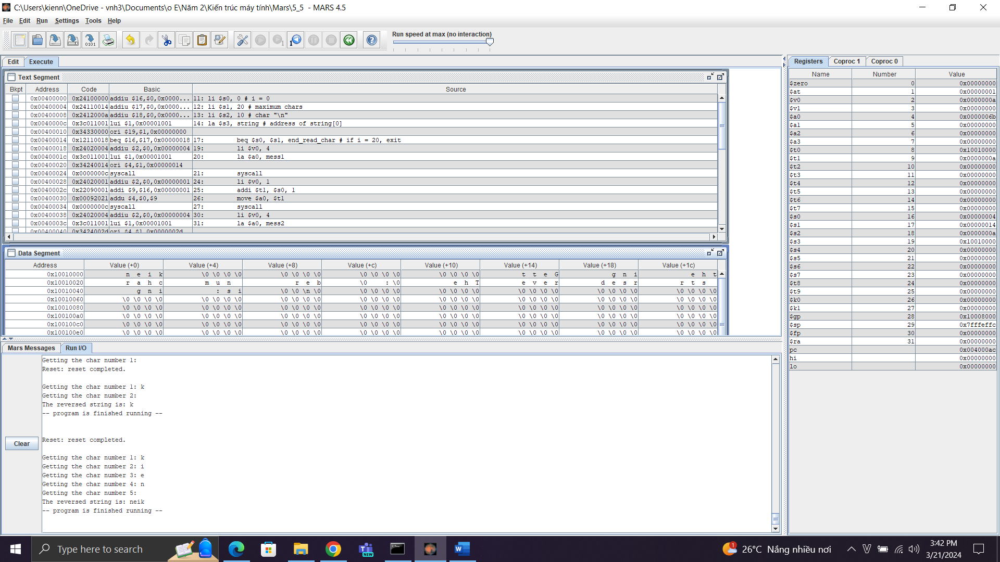 C:\Users\kienn\OneDrive - vnh3\Documents\o E\Năm 2\Kiến trúc máy tính\Mars\5_5 - MARS 4.5
File Edit Run Settings Tools Help
Run speed at max (no interaction)
Edit Execute
Text Segment
Bkpt Address Code Basic Source
0x00400000 0x24100000 addiu $16,$0,0x0000... 11: li $s0, 0 # i = 0
0x00400004 0x24110014 addiu $17,$0,0x0000... 12: li $s1, 20 # maximum chars
0x00400008 0x2412000a addiu $18,$0,0x0000... 13: li $s2, 10 # char "\n"
0x0040000c 0x3c011001 lui $1,0x00001001 14: la $s3, string # address of string[0]
0x00400010 0x34330000 ori $19,$1,0x00000000
0x00400014 0x12110018 beq $16,$17,0x00000018 17: beq $s0, $s1, end_read_char # if i = 20, exit
0x00400018 0x24020004 addiu $2,$0,0x00000004 19: li $v0, 4
0x0040001c 0x3c011001 lui $1,0x00001001 20: la $a0, mess1
0x00400020 0x34240014 ori $4,$1,0x00000014
0x00400024 0x0000000c syscall 21: syscall
0x00400028 0x24020001 addiu $2,$0,0x00000001 24: li $v0, 1
0x0040002c 0x22090001 addi $9,$16,0x00000001 25: addi $t1, $s0, 1
0x00400030 0x00092021 addu $4,$0,$9 26: move $a0, $t1
0x00400034 0x0000000c syscall 27: syscall
0x00400038 0x24020004 addiu $2,$0,0x00000004 30: li $v0, 4
0x0040003c 0x3c011001 lui $1,0x00001001 31: la $a0, mess2
0x00400040 0x3424002d ori $4,$1,0x0000002d
Data Segment
Address Value (+0) Value (+4) Value (+8) Value (+c) Value (+10) Value (+14) Value (+18) Value (+1c)
0x10010000 n e i k \0 \0 \0 \0 \0 \0 \0 \0 \0 \0 \0 \0 \0 \0 \0 \0 t t e G g n i e h t
0x10010020 r a h c m u n r e b \0 : \0 e h T e v e r d e s r r t s
0x10010040 g n i : s i \0 \0 \n \0 \0 \0 \0 \0 \0 \0 \0 \0 \0 \0 \0 \0 \0 \0 \0 \0 \0 \0 \0 \0
0x10010060 \0 \0 \0 \0 \0 \0 \0 \0 \0 \0 \0 \0 \0 \0 \0 \0 \0 \0 \0 \0 \0 \0 \0 \0 \0 \0 \0 \0 \0 \0 \0 \0
0x10010080 \0 \0 \0 \0 \0 \0 \0 \0 \0 \0 \0 \0 \0 \0 \0 \0 \0 \0 \0 \0 \0 \0 \0 \0 \0 \0 \0 \0 \0 \0 \0 \0
0x100100a0 \0 \0 \0 \0 \0 \0 \0 \0 \0 \0 \0 \0 \0 \0 \0 \0 \0 \0 \0 \0 \0 \0 \0 \0 \0 \0 \0 \0 \0 \0 \0 \0
0x100100c0 \0 \0 \0 \0 \0 \0 \0 \0 \0 \0 \0 \0 \0 \0 \0 \0 \0 \0 \0 \0 \0 \0 \0 \0 \0 \0 \0 \0 \0 \0 \0 \0
0x100100e0 \0 \0 \0 \0 \0 \0 \0 \0 \0 \0 \0 \0 \0 \0 \0 \0 \0 \0 \0 \0 \0 \0 \0 \0 \0 \0 \0 \0 \0 \0 \0 \0
Mars Messages Run I/O
Clear
Getting the char number 1:
Reset: reset completed.
Getting the char number 1: k
Getting the char number 2:
The reversed string is: k
-- program is finished running --
Reset: reset completed.
Getting the char number 1: k
Getting the char number 2: i
Getting the char number 3: e
Getting the char number 4: n
Getting the char number 5:
The reversed string is: neik
-- program is finished running --
Registers Coproc 1 Coproc 0
Name Number Value
$zero 0 0x00000000
$at 1 0x00000001
$v0 2 0x0000000a
$v1 3 0x00000000
$a0 4 0x0000006b
$a1 5 0x00000000
$a2 6 0x00000000
$a3 7 0x00000000
$t0 8 0x10010000
$t1 9 0x0000000a
$t2 10 0x00000000
$t3 11 0x00000000
$t4 12 0x00000000
$t5 13 0x00000000
$t6 14 0x00000000
$t7 15 0x00000000
$s0 16 0x00000004
$s1 17 0x00000014
$s2 18 0x0000000a
$s3 19 0x10010000
$s4 20 0x00000000
$s5 21 0x00000000
$s6 22 0x00000000
$s7 23 0x00000000
$t8 24 0x00000000
$t9 25 0x00000000
$k0 26 0x00000000
$k1 27 0x00000000
$gp 28 0x10008000
$sp 29 0x7fffeffc
$fp 30 0x00000000
$ra 31 0x00000000
pc 0x004000ac
hi 0x00000000
lo 0x00000000
Type here to search
NEW
1
26°C Nắng nhiều nơi
3:42 PM
3/21/2024